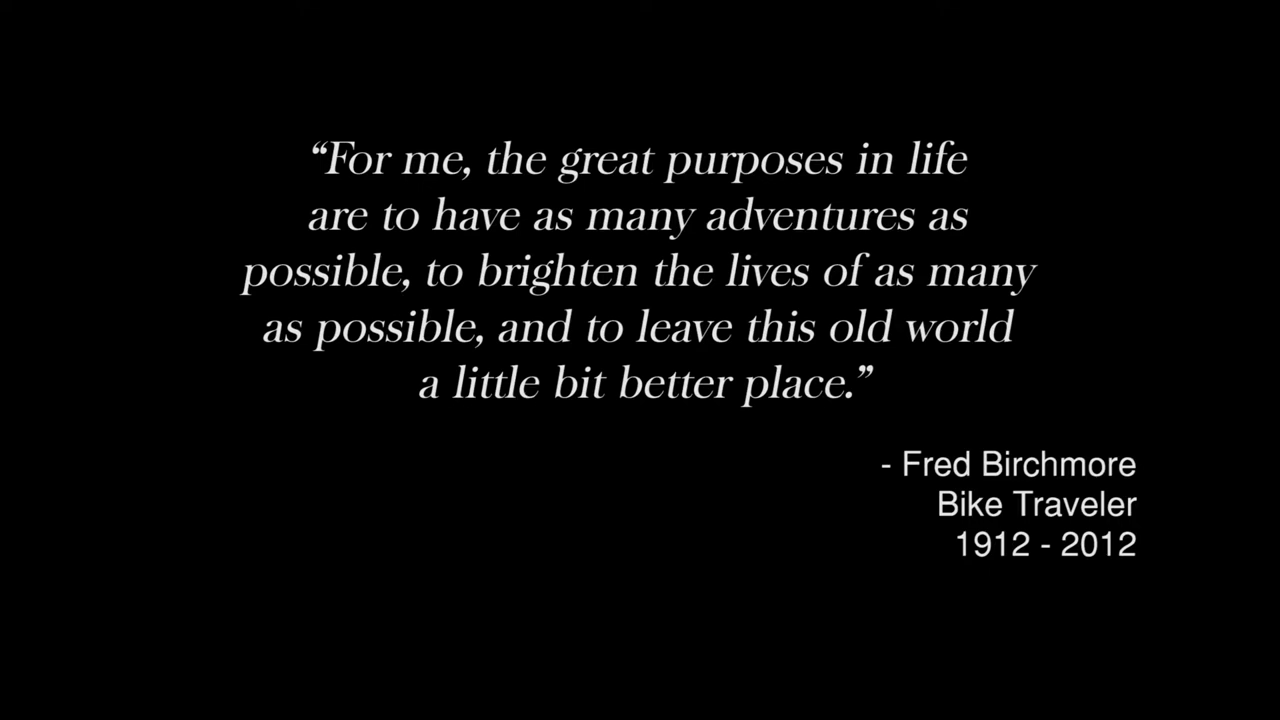 “For me, the great purposes in life
are to have as many adventures as
possible, to brighten the lives of as many
as possible, and to leave this old world
a little bit better place.”
- Fred Birchmore
Bike Traveler
1912 - 2012